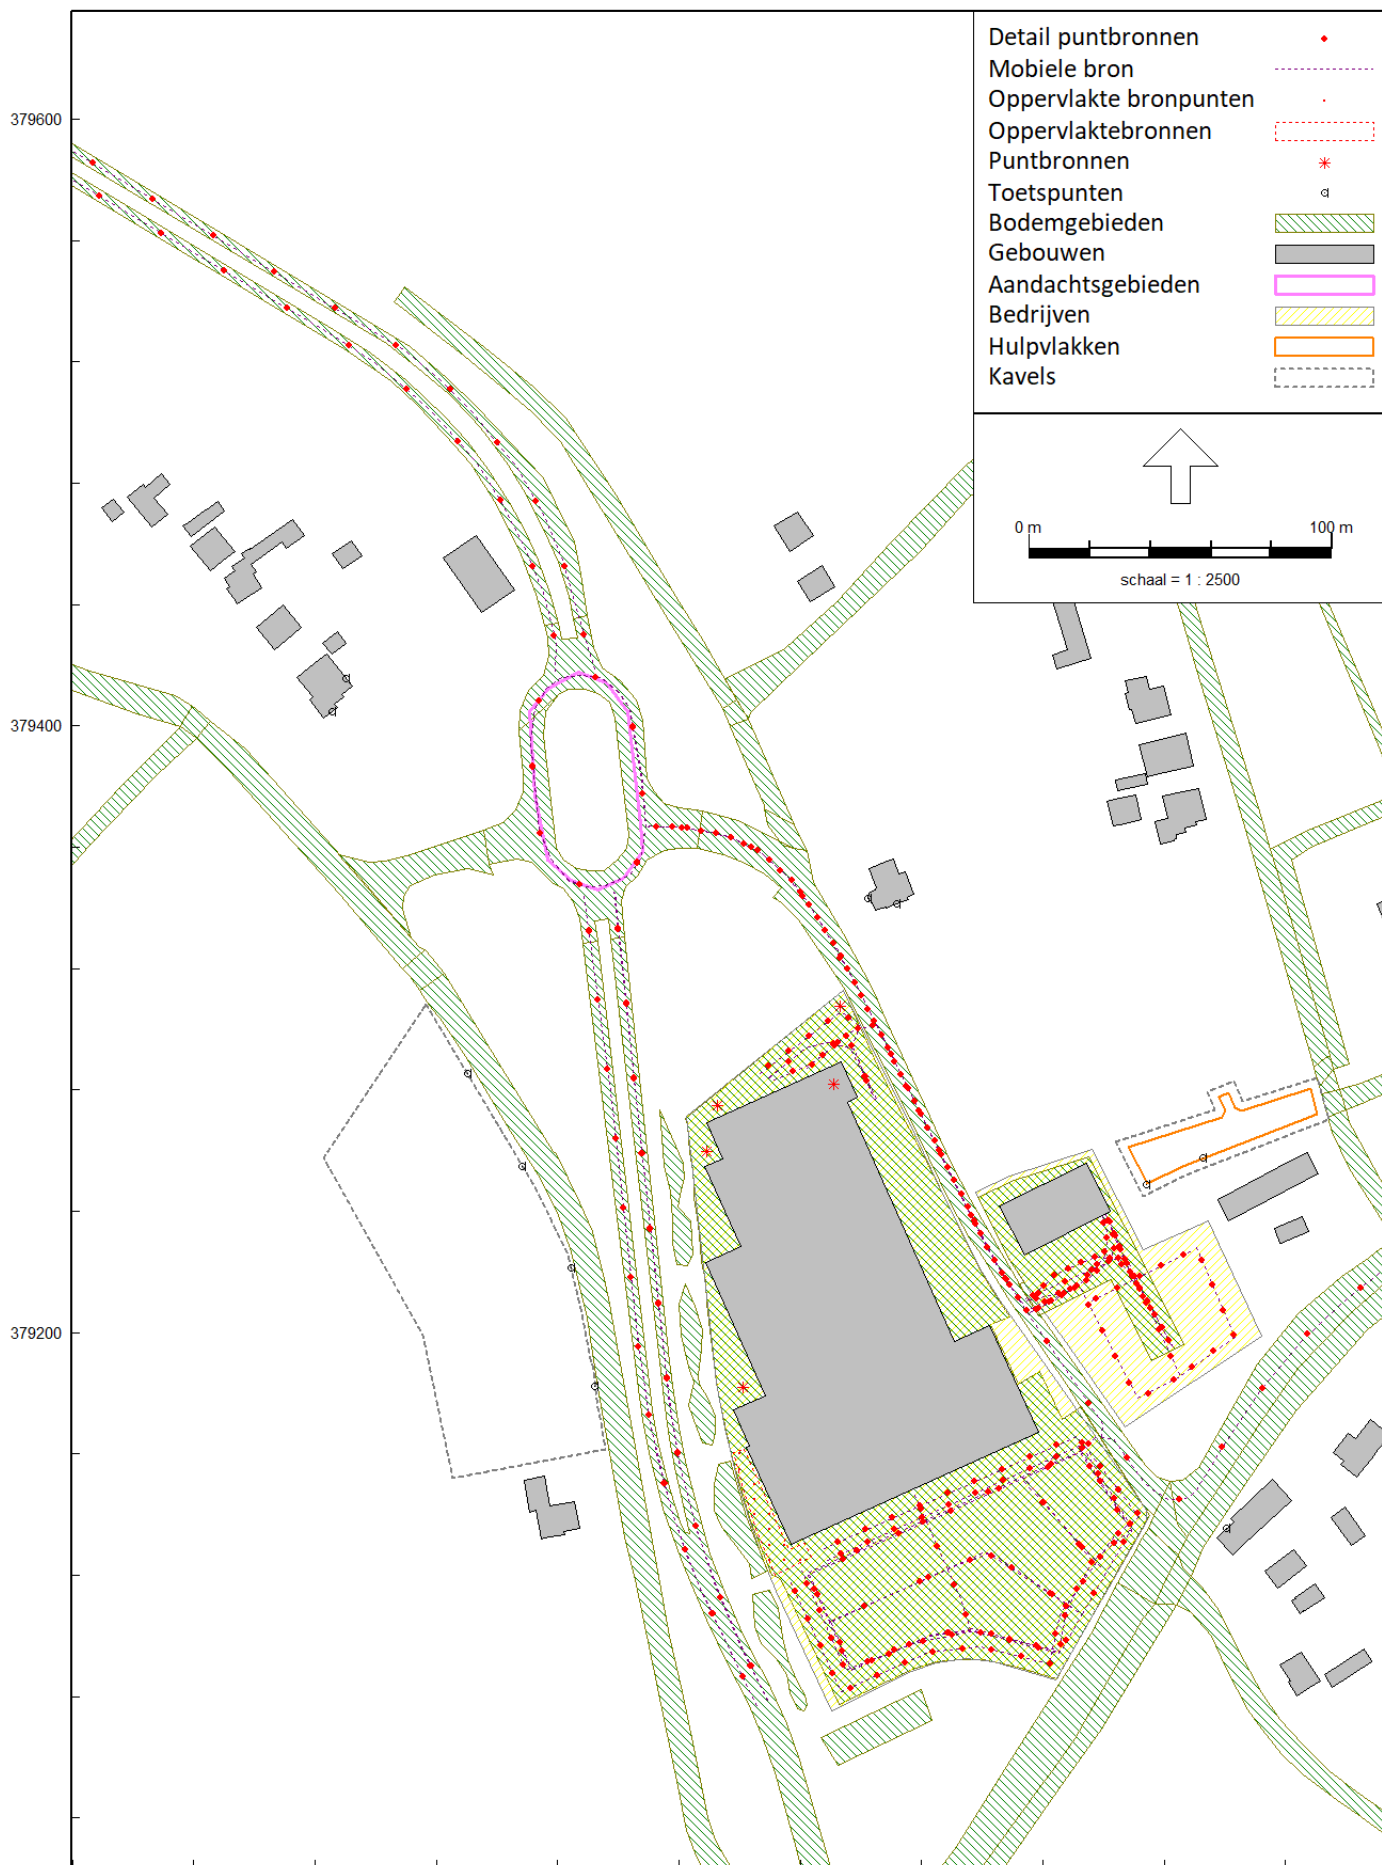 Detail puntbronnen
Mobiele bron
Oppervlakte bronpunten
Oppervlaktebronnen
Puntbronnen
Toetspunten
Bodemgebieden
Gebouwen
Aandachtsgebieden
Bedrijven
Hulpvlakken
Kavels
0 m 100 m
schaal = 1 : 2500
379600
379400
379200